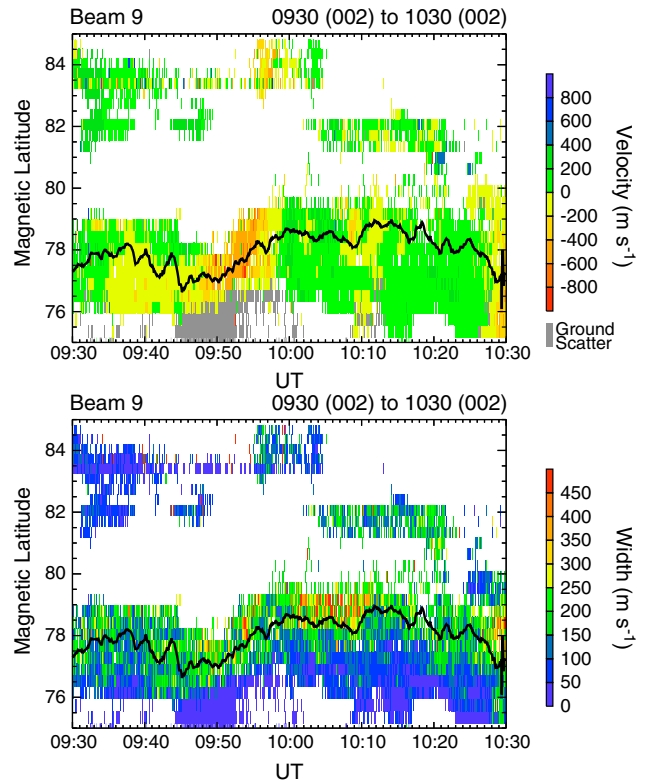 Beam 9 0930 (002) to 1030 (002)
84
82
80
78
76
Magnetic Latitude
09:30 09:40 09:50 10:00 10:10 10:20 10:30
UT
800
600
400
200
0
-200
-400
-600
-800
Velocity (m s⁻¹)
Ground
Scatter
Beam 9 0930 (002) to 1030 (002)
84
82
80
78
76
Magnetic Latitude
09:30 09:40 09:50 10:00 10:10 10:20 10:30
UT
450
400
350
300
250
200
150
100
50
0
Width (m s⁻¹)